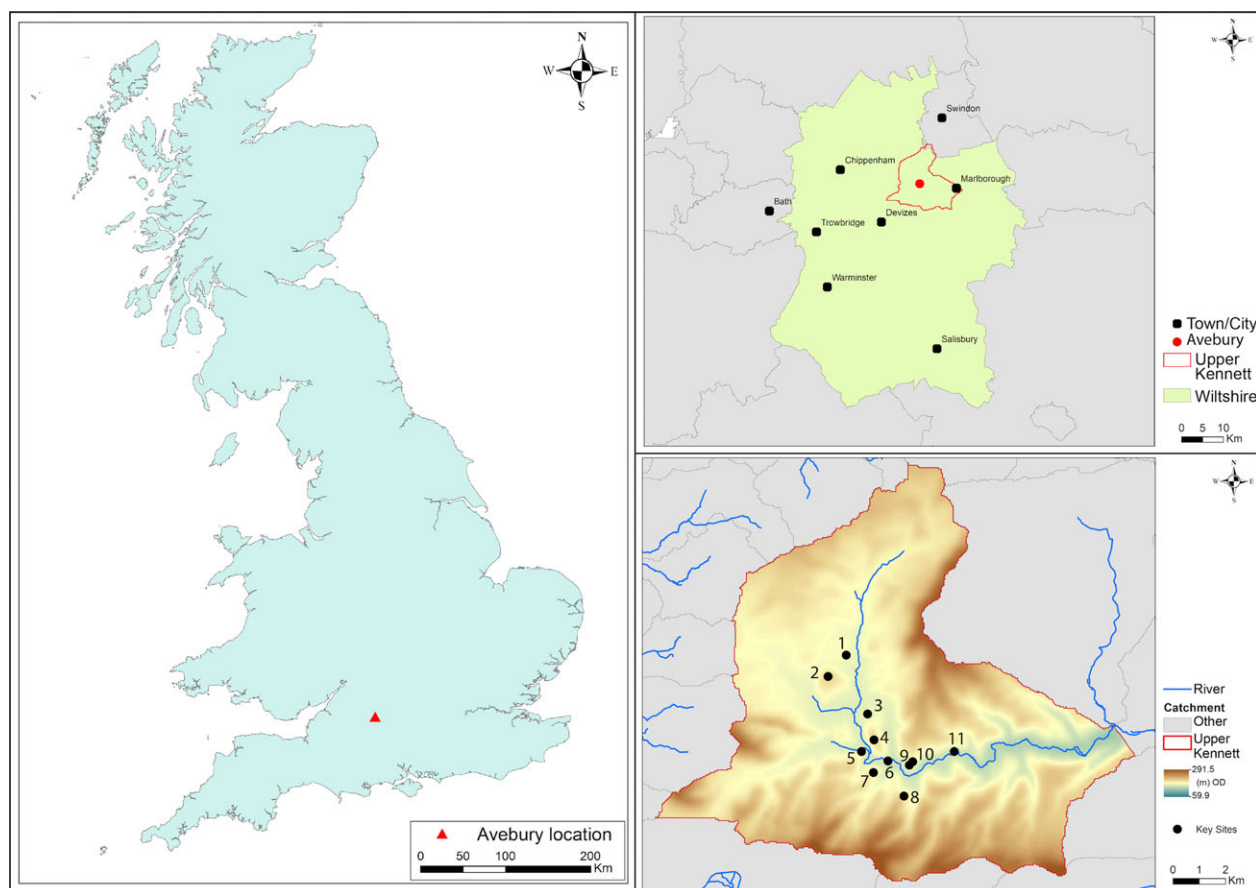 N
W E
S
Avebury location
0 50 100 200
Km
N
W E
S
Swindon
Chippenham
Marlborough
Bath
Devizes
Trowbridge
Warminster
Salisbury
Town/City
Avebury
Upper
Kennett
Wiltshire
0 5 10
Km
N
W E
S
1
2
3
4
5
6
7
8
9
10
11
River
Catchment
Other
Upper
Kennett
291.5
(m) OD
59.9
Key Sites
0 1 2
Km